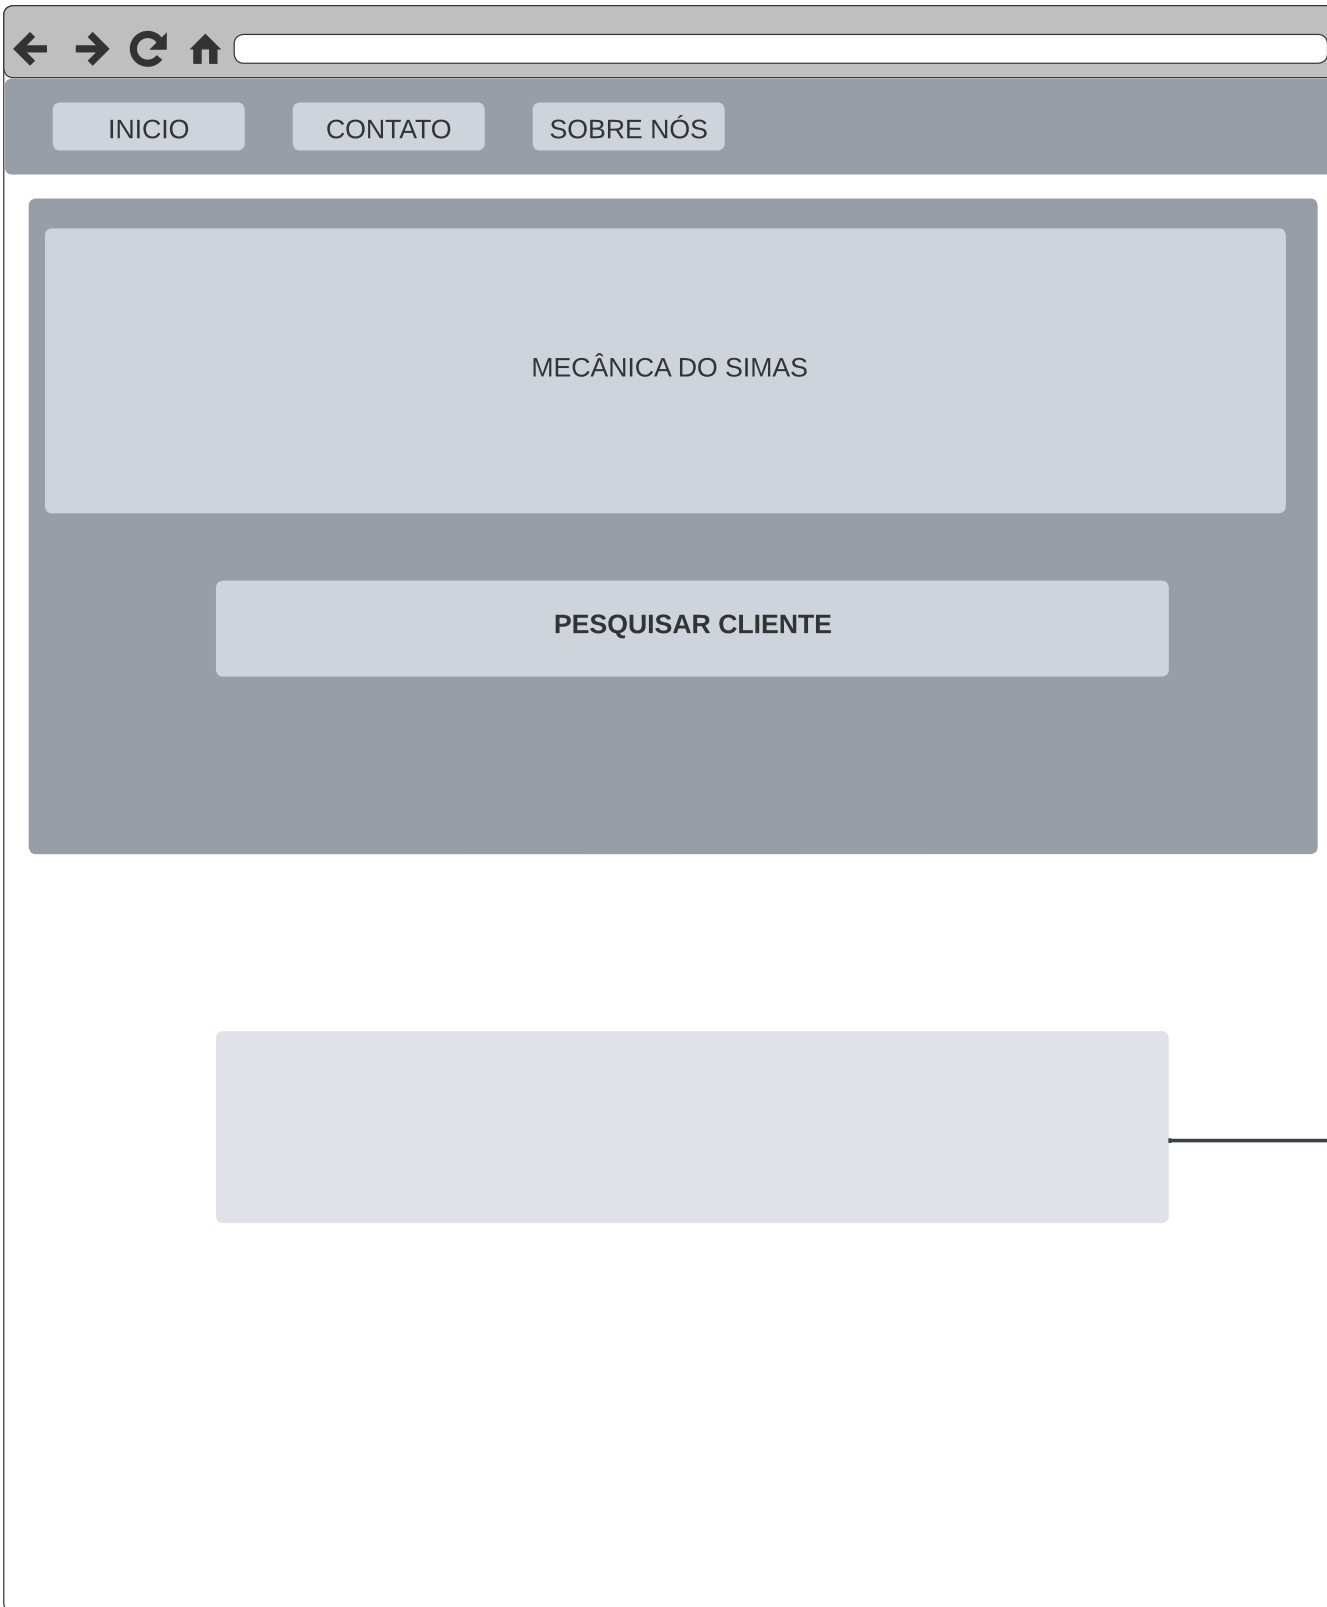 INICIO
CONTATO
SOBRE NÓS
MECÂNICA DO SIMAS
PESQUISAR CLIENTE